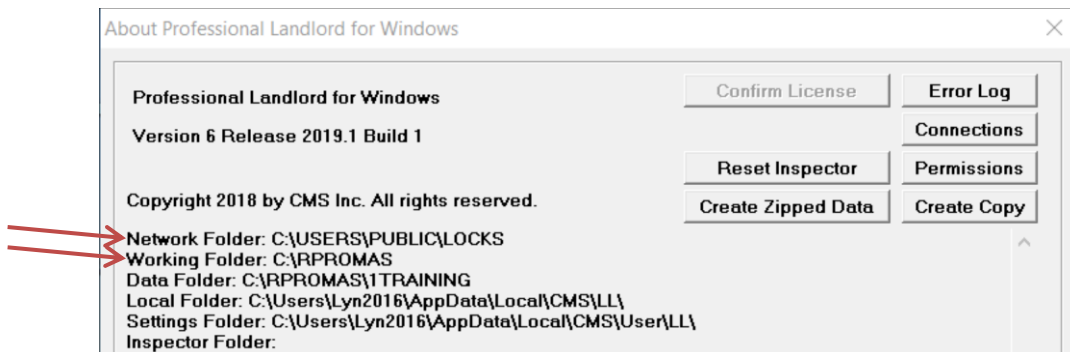 About Professional Landlord for Windows
Professional Landlord for Windows
Confirm License
Error Log
Version 6 Release 2019.1 Build 1
Connections
Reset Inspector
Permissions
Copyright 2018 by CMS Inc. All rights reserved.
Create Zipped Data
Create Copy
Network Folder: C:\USERS\PUBLIC\LOCKS
Working Folder: C:\RPROMAS
Data Folder: C:\RPROMAS\1TRAINING
Local Folder: C:\Users\Lyn2016\AppData\Local\CMS\LL\
Settings Folder: C:\Users\Lyn2016\AppData\Local\CMS\User\LL\
Inspector Folder: